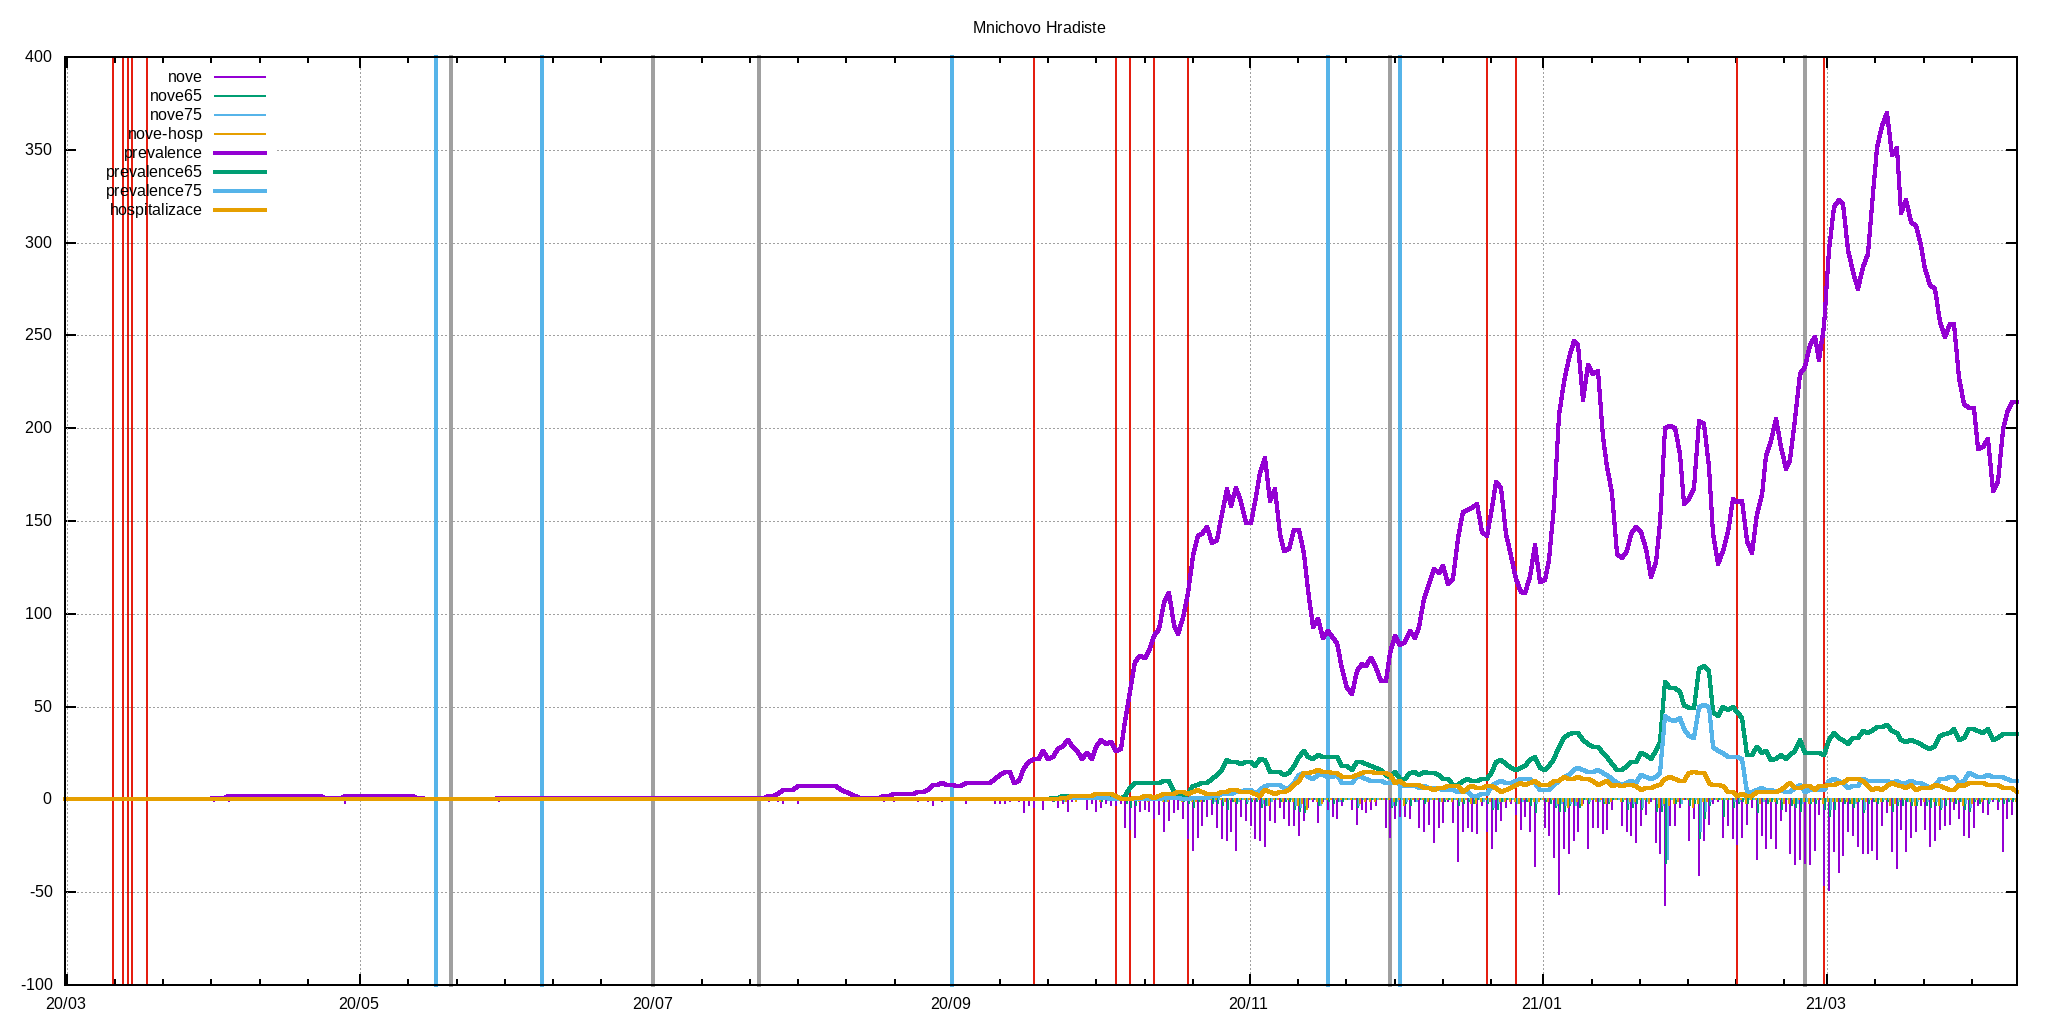 Mnichovo Hradiste
400
350
300
250
200
150
100
50
0
-50
-100
nove
nove65
nove75
nove-hosp
prevalence
prevalence65
prevalence75
hospitalizace
20/03 20/05 20/07 20/09 20/11 21/01 21/03